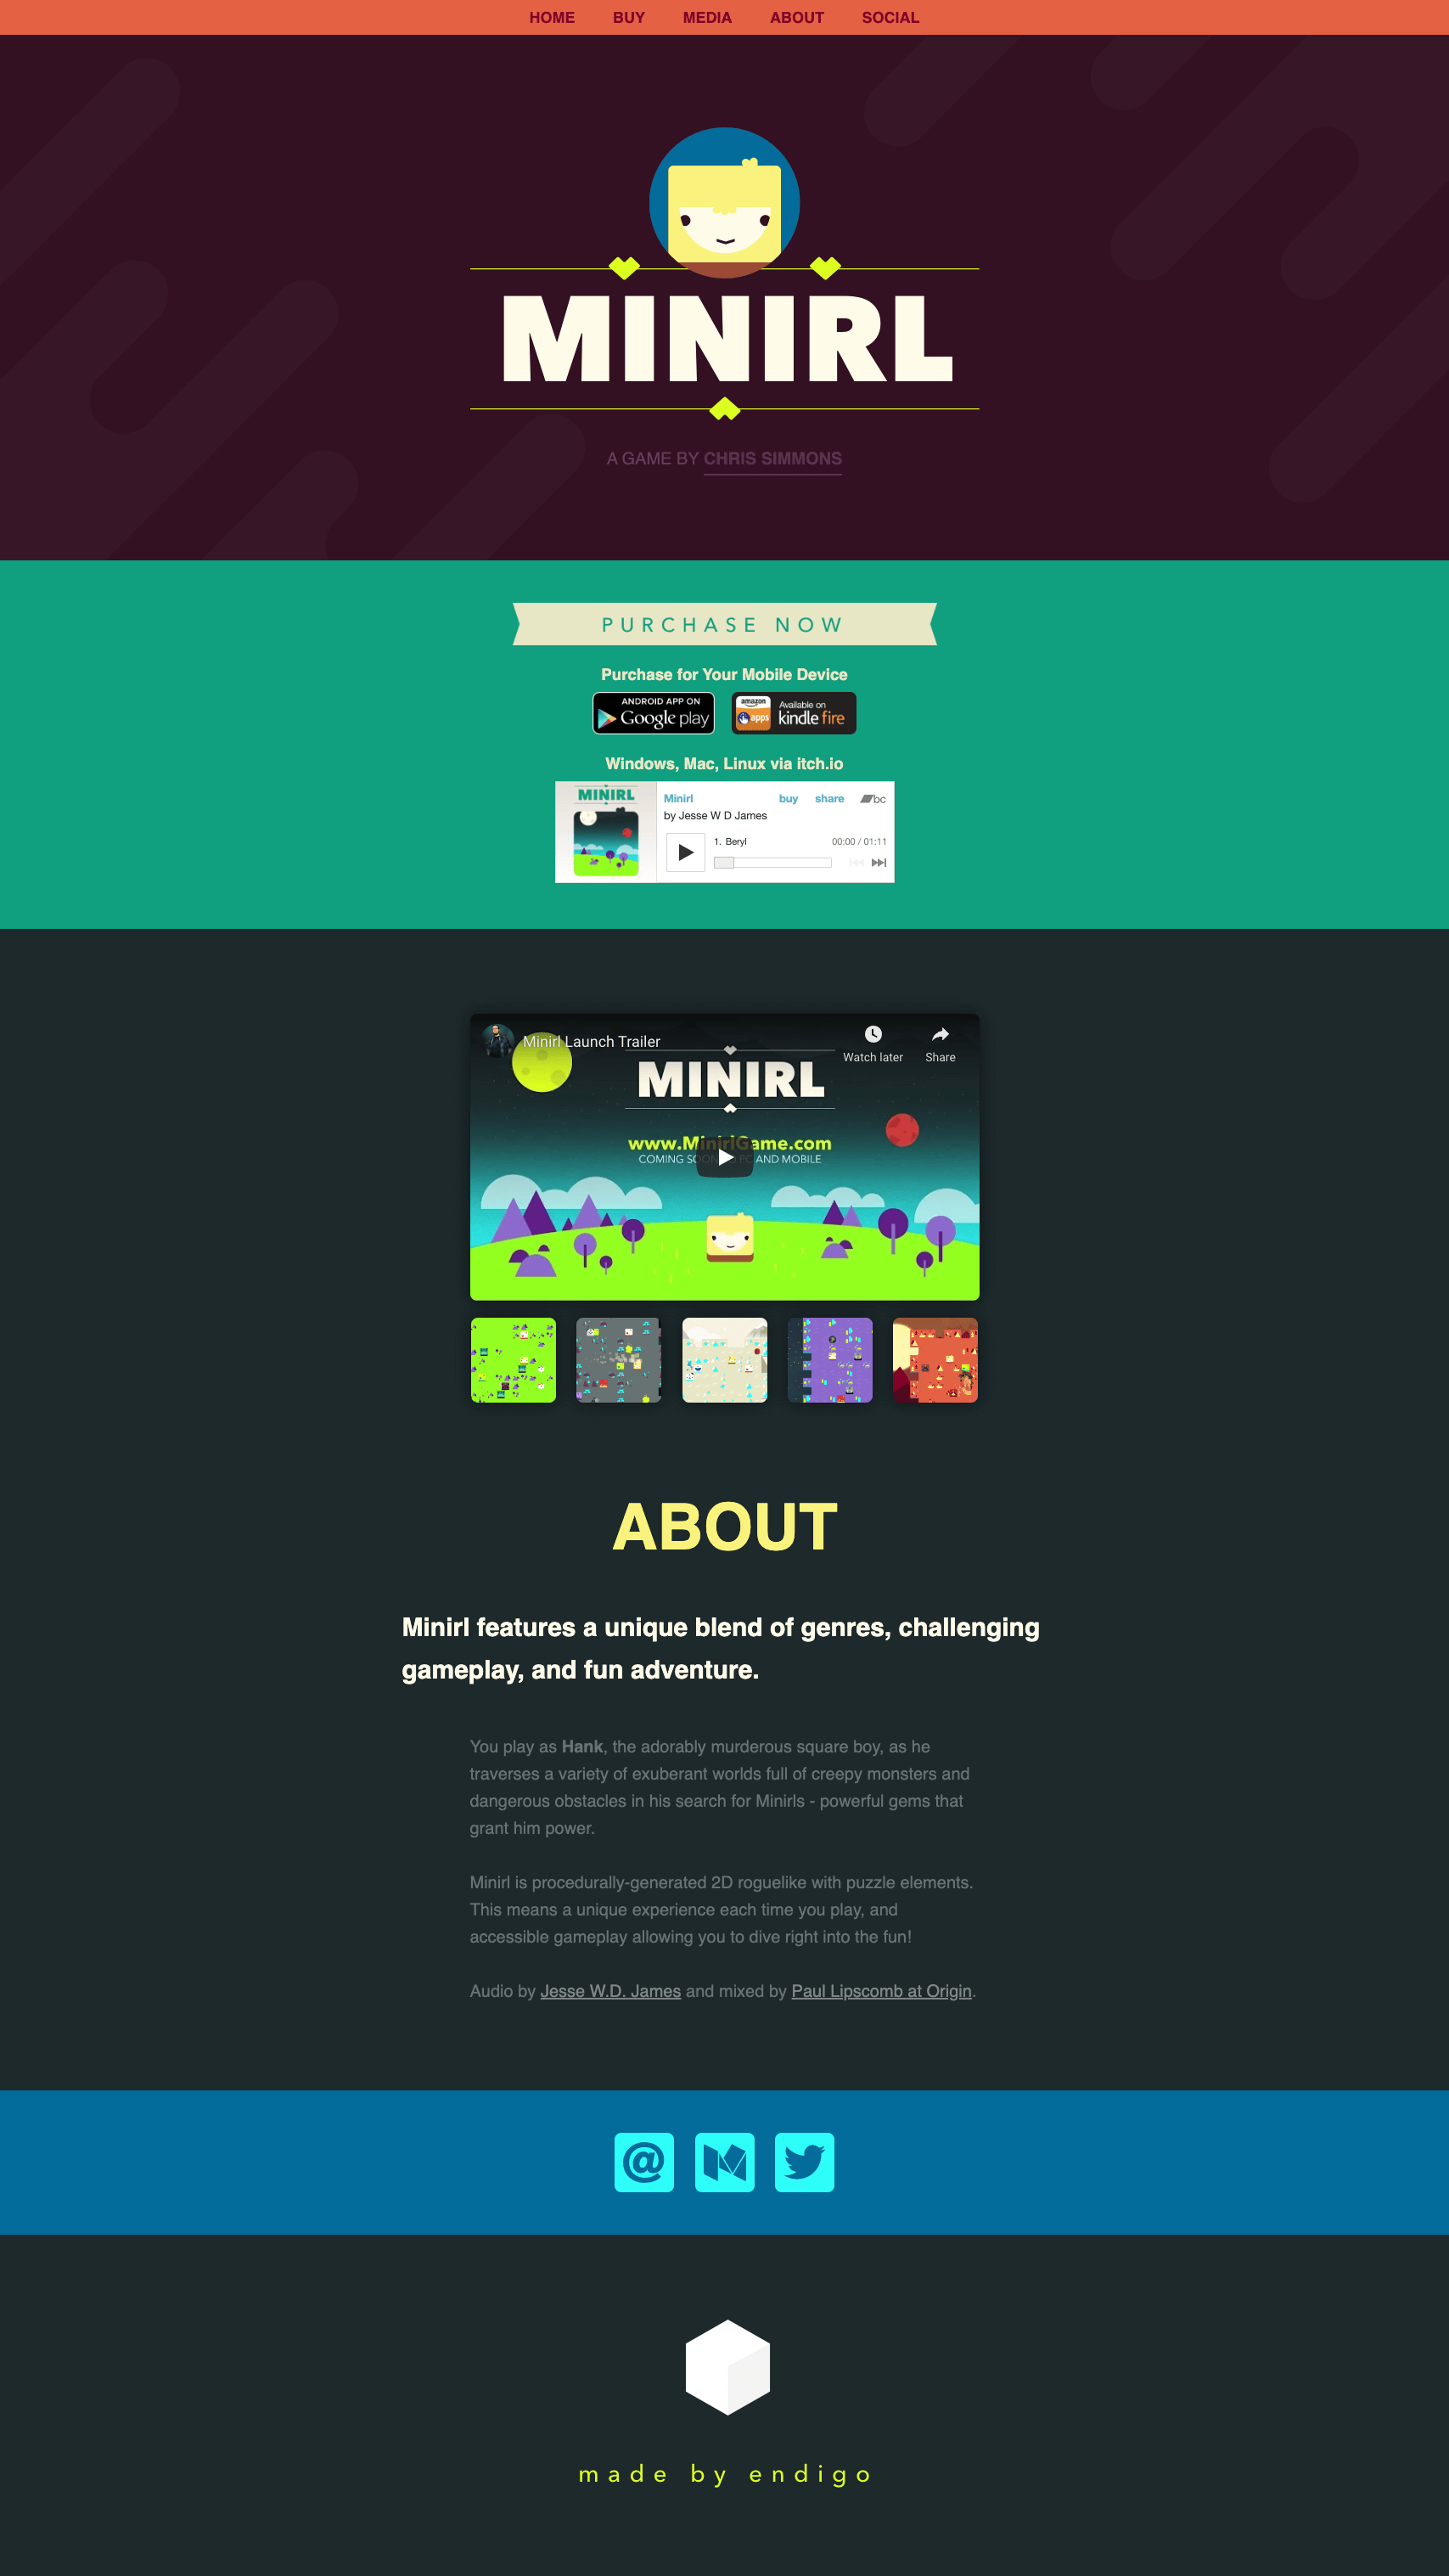 HOME BUY MEDIA ABOUT SOCIAL
MINIRL
A GAME BY CHRIS SIMMONS
PURCHASE NOW
Purchase for Your Mobile Device
ANDROID APP ON
Google play
amazon
apps
Available on
kindle fire
Windows, Mac, Linux via itch.io
MINIRL
Minirl buy share bc
by Jesse W D James
1. Beryl 00:00 / 01:11
Minirl Launch Trailer
Watch later Share
MINIRL
www.MinirlGame.com
COMING SOON TO PC AND MOBILE
ABOUT
Minirl features a unique blend of genres, challenging
gameplay, and fun adventure.
You play as Hank, the adorably murderous square boy, as he
traverses a variety of exuberant worlds full of creepy monsters and
dangerous obstacles in his search for Minirls - powerful gems that
grant him power.
Minirl is procedurally-generated 2D roguelike with puzzle elements.
This means a unique experience each time you play, and
accessible gameplay allowing you to dive right into the fun!
Audio by Jesse W.D. James and mixed by Paul Lipscomb at Origin.
@
made by endigo